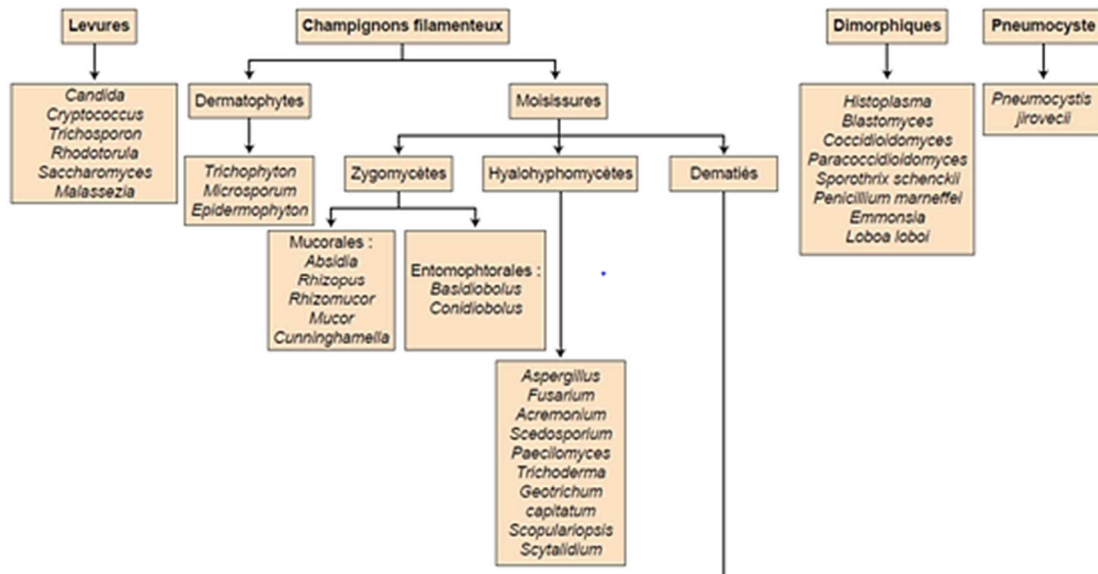 Levures
Candida
Cryptococcus
Trichosporon
Rhodotorula
Saccharomyces
Malassezia
Champignons filamenteux
Dermatophytes
Trichophyton
Microsporum
Epidermophyton
Moisissures
Zygomycètes
Mucorales :
Absidia
Rhizopus
Rhizomucor
Mucor
Cunninghamella
Entomophtorales :
Basidiobolus
Conidiobolus
Hyalohyphomycètes
Aspergillus
Fusarium
Acremonium
Scedosporium
Paecilomyces
Trichoderma
Geotrichum
capitatum
Scopulariopsis
Scytalidium
Dematiés
Dimorphiques
Histoplasma
Blastomyces
Coccidioidomyces
Paracoccidioidomyces
Sporothrix schenckii
Penicillium marneffei
Emmonsia
Loboa loboi
Pneumocyste
Pneumocystis
jirovecii